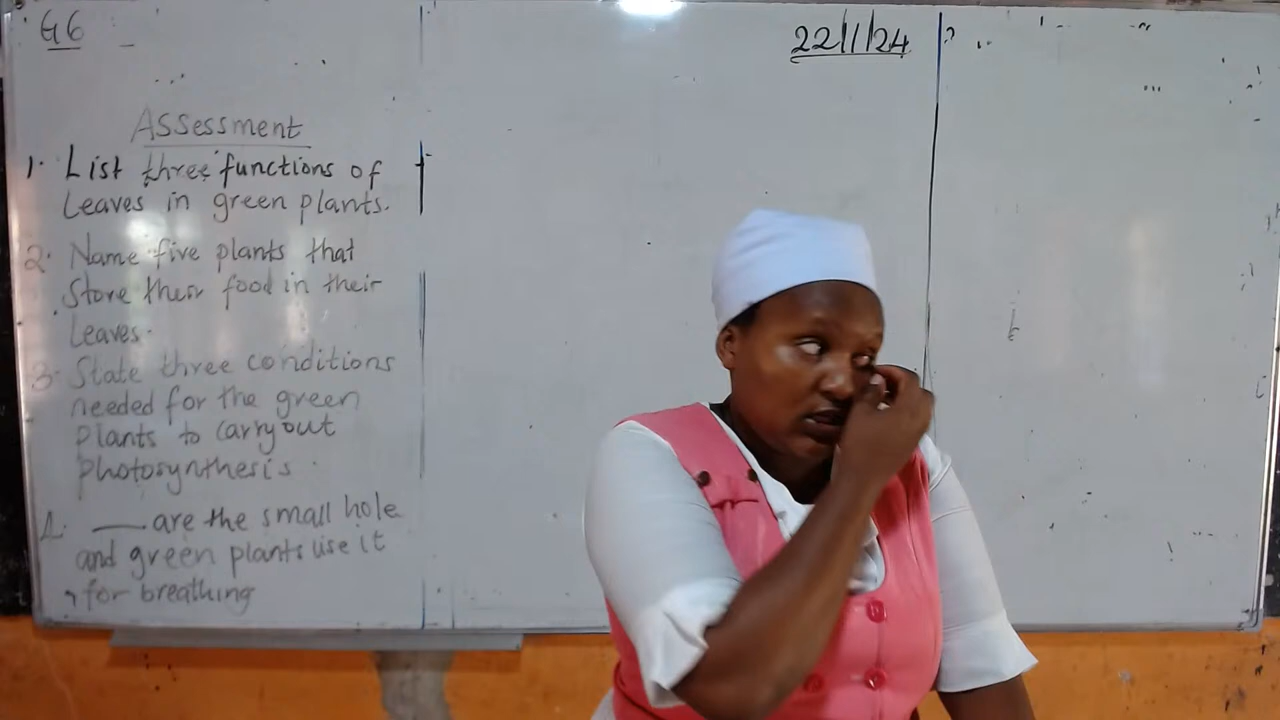 G6
22/11/24
Assessment
1. List three functions of
Leaves in green plants.
2. Name five plants that
Store their food in their
Leaves.
3. State three conditions
needed for the green
plants to carry out
photosynthesis.
4. ____ are the small hole
and green plants use it
for breathing